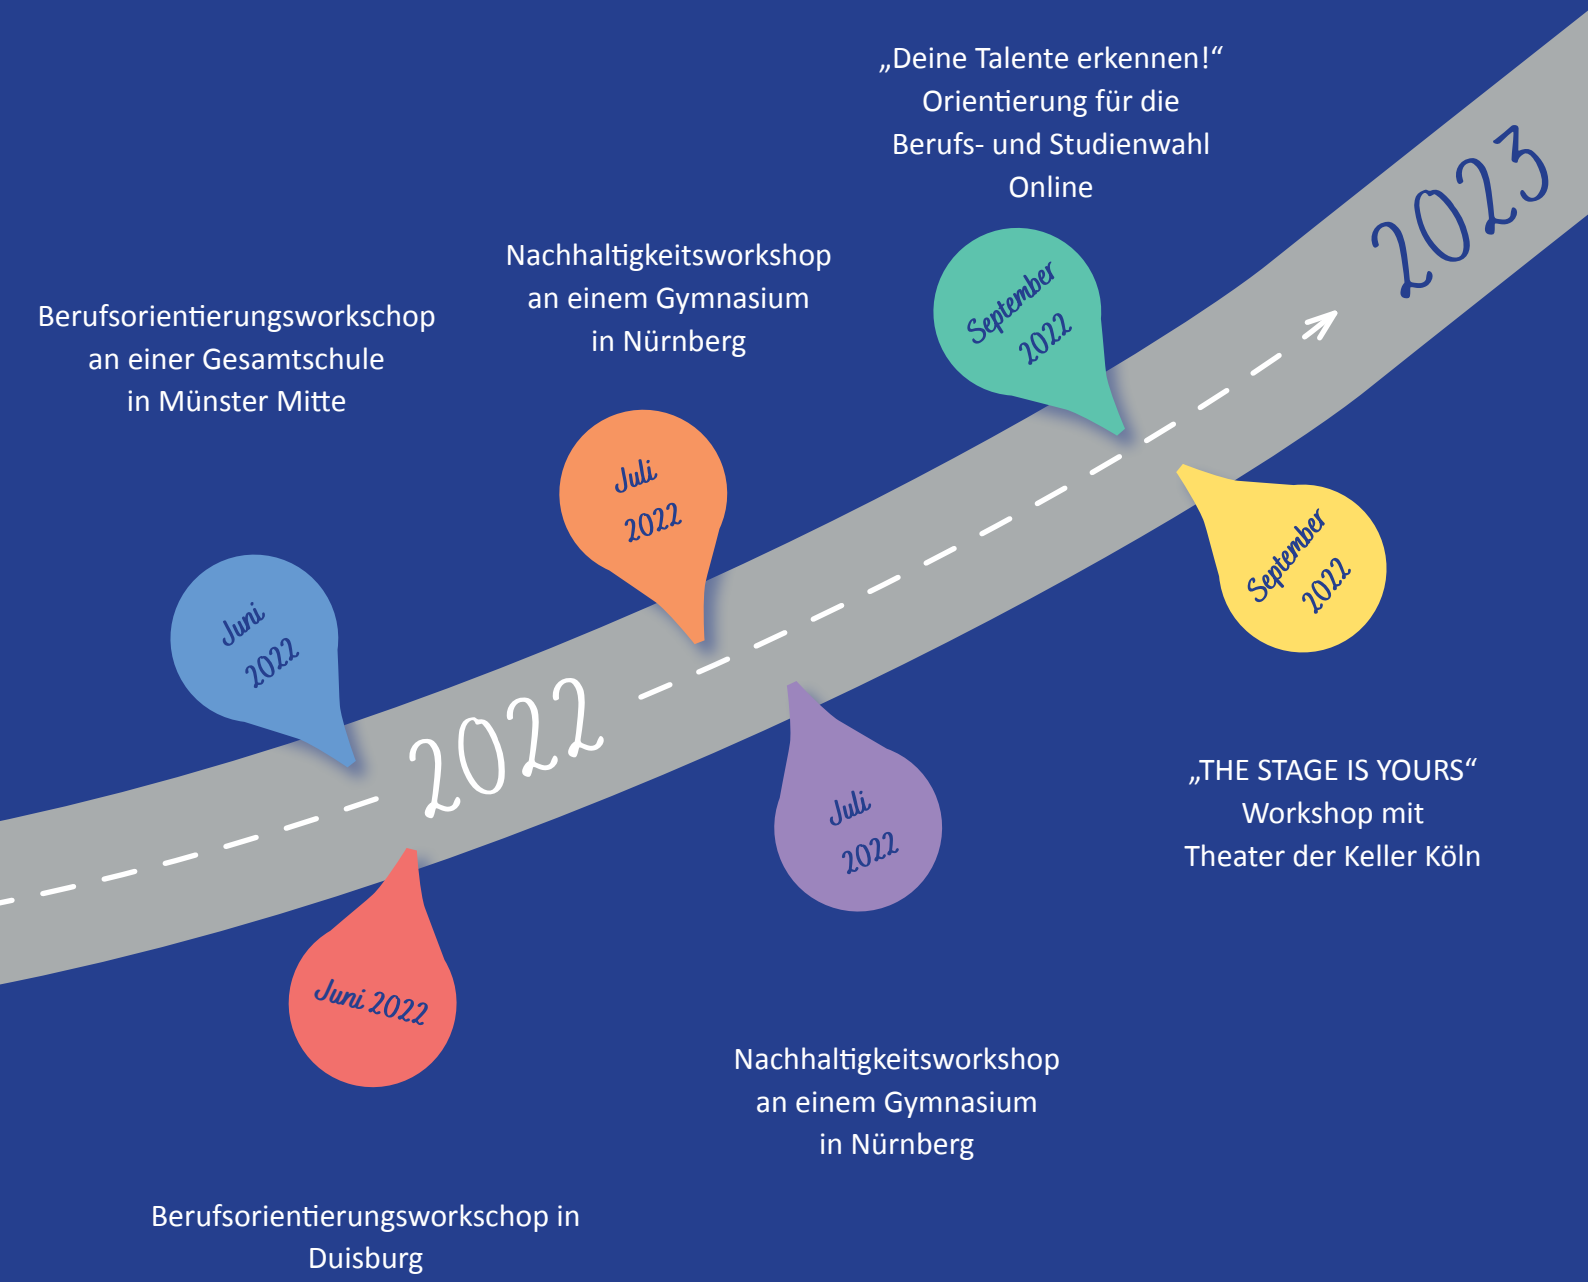 „Deine Talente erkennen!“
Orientierung für die
Berufs- und Studienwahl
Online
2023
September
2022
Nachhaltigkeitsworkshop
an einem Gymnasium
in Nürnberg
Berufsorientierungsworkschop
an einer Gesamtschule
in Münster Mitte
Juli
2022
September
2022
Juni
2022
2022
„THE STAGE IS YOURS“
Workshop mit
Theater der Keller Köln
Juli
2022
Juni 2022
Nachhaltigkeitsworkshop
an einem Gymnasium
in Nürnberg
Berufsorientierungsworkschop in
Duisburg